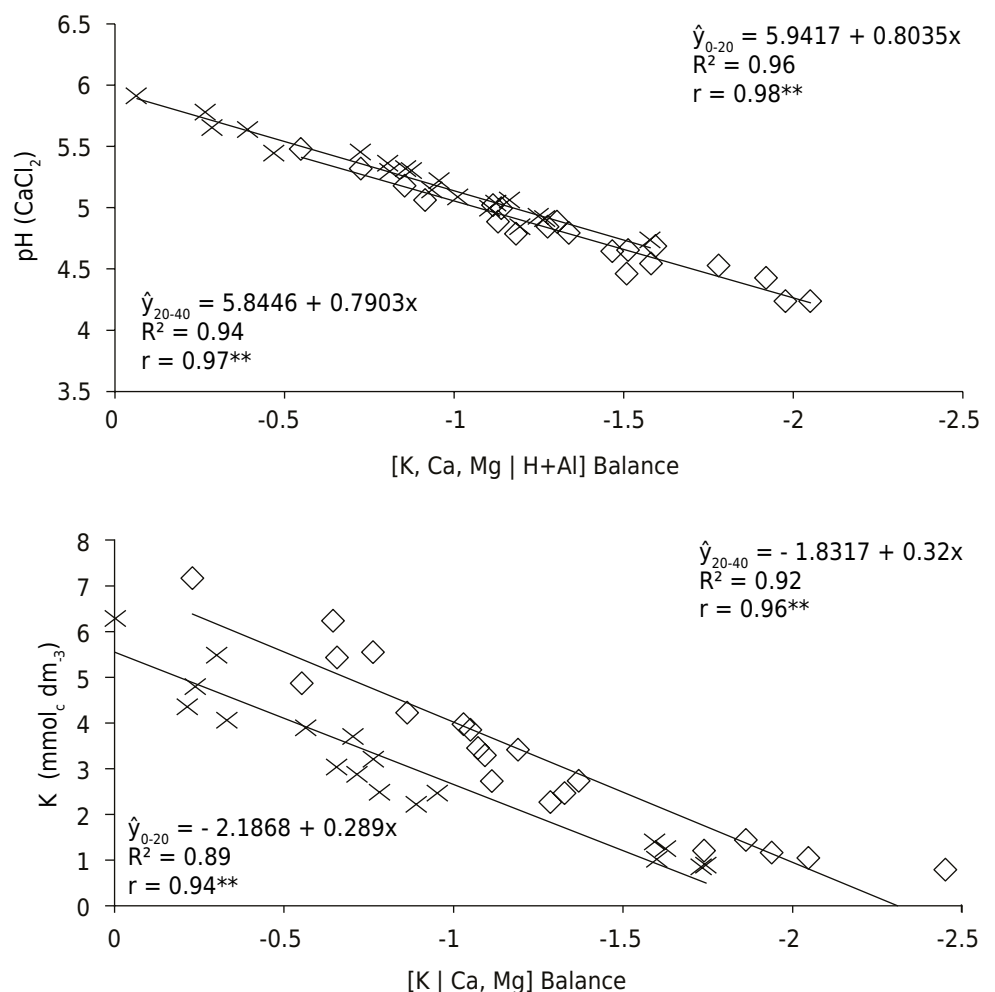 6.5
6
5.5
5
4.5
4
3.5
pH (CaCl₂)
ŷ₀₋₂₀ = 5.9417 + 0.8035x
R² = 0.96
r = 0.98**
ŷ₂₀₋₄₀ = 5.8446 + 0.7903x
R² = 0.94
r = 0.97**
0 -0.5 -1 -1.5 -2 -2.5
[K, Ca, Mg | H+Al] Balance
8
7
6
5
4
3
2
1
0
K (mmol_c dm₋₃)
ŷ₂₀₋₄₀ = - 1.8317 + 0.32x
R² = 0.92
r = 0.96**
ŷ₀₋₂₀ = - 2.1868 + 0.289x
R² = 0.89
r = 0.94**
0 -0.5 -1 -1.5 -2 -2.5
[K | Ca, Mg] Balance